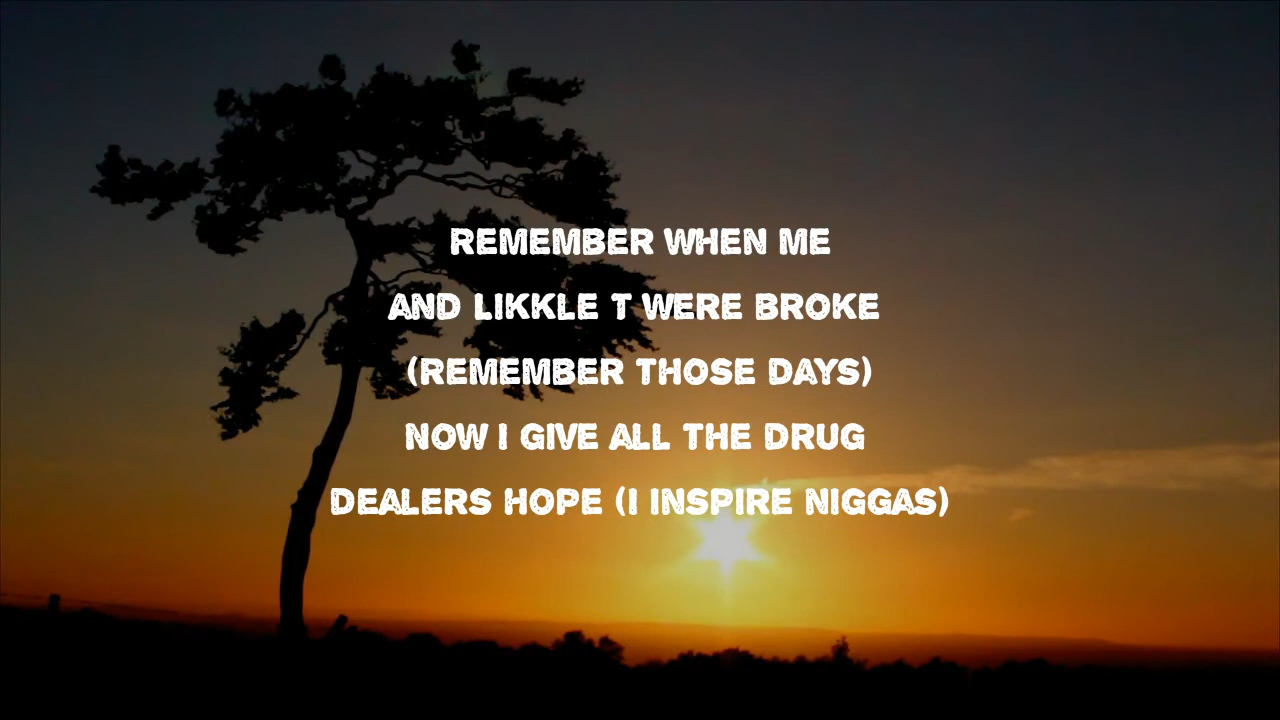 REMEMBER WHEN ME
AND LIKKLE T WERE BROKE
(REMEMBER THOSE DAYS)
NOW I GIVE ALL THE DRUG
DEALERS HOPE (I INSPIRE NIGGAS)